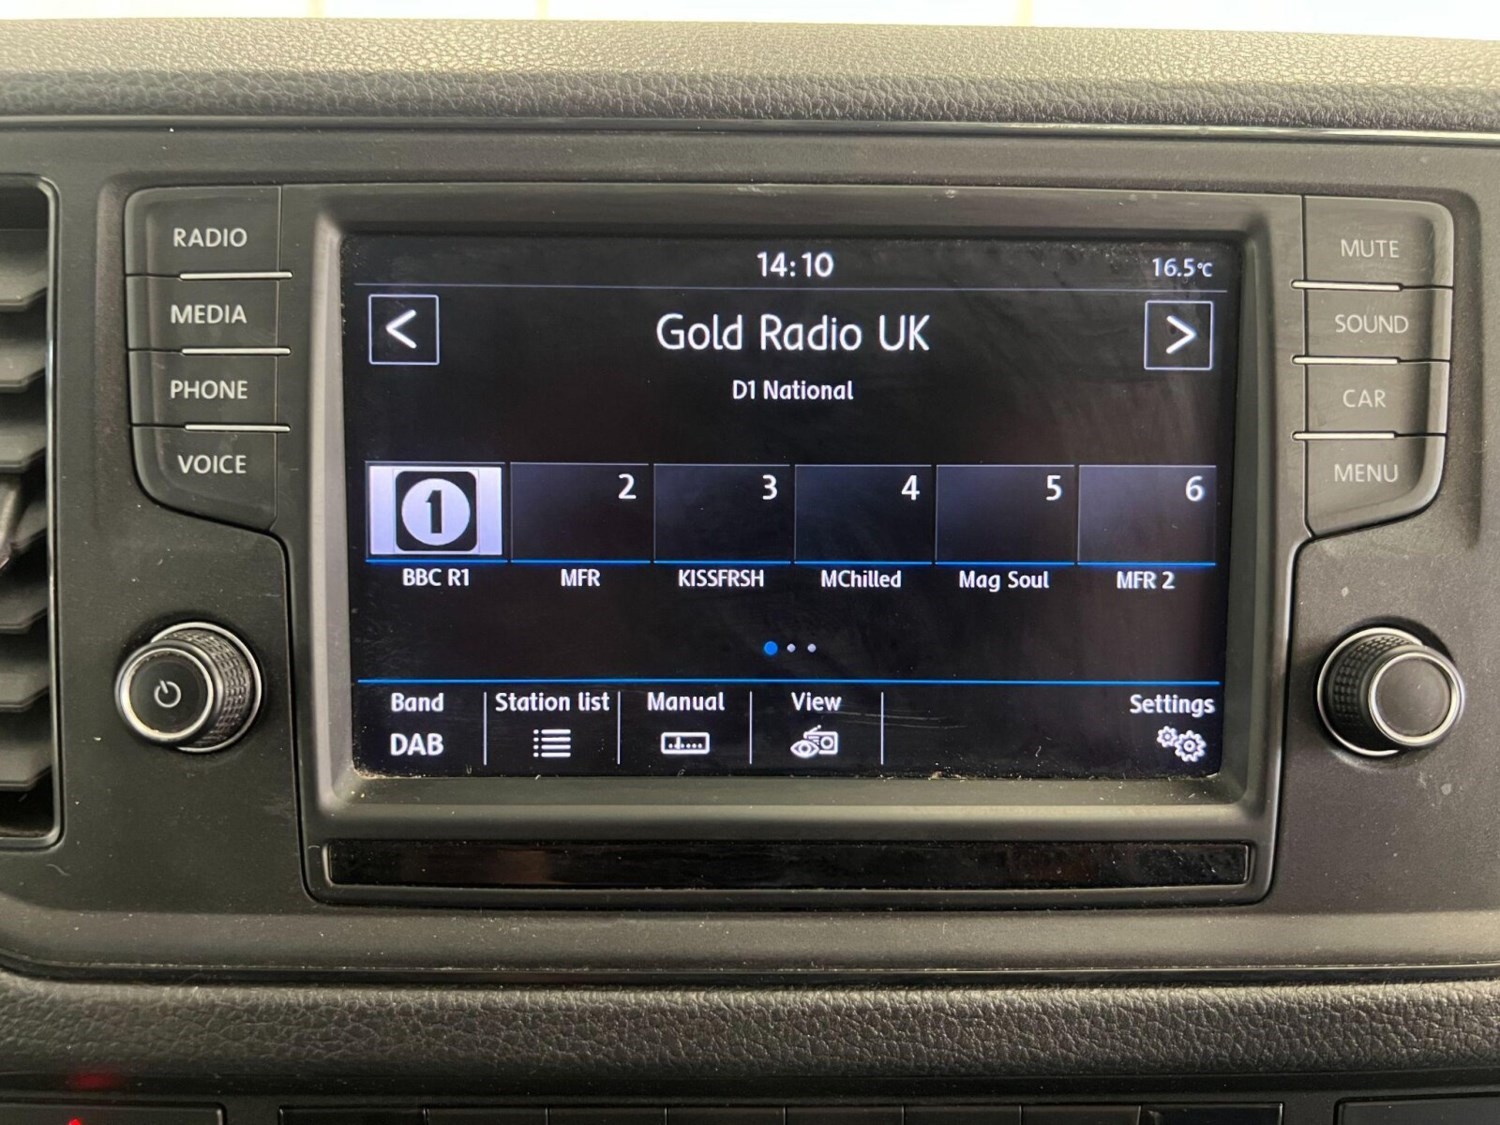 RADIO
MEDIA
PHONE
VOICE
14:10
16.5°C
<
Gold Radio UK
>
D1 National
1
2
3
4
5
6
BBC R1
MFR
KISSFRSH
MChilled
Mag Soul
MFR 2
Band
Station list
Manual
View
Settings
DAB
MUTE
SOUND
CAR
MENU